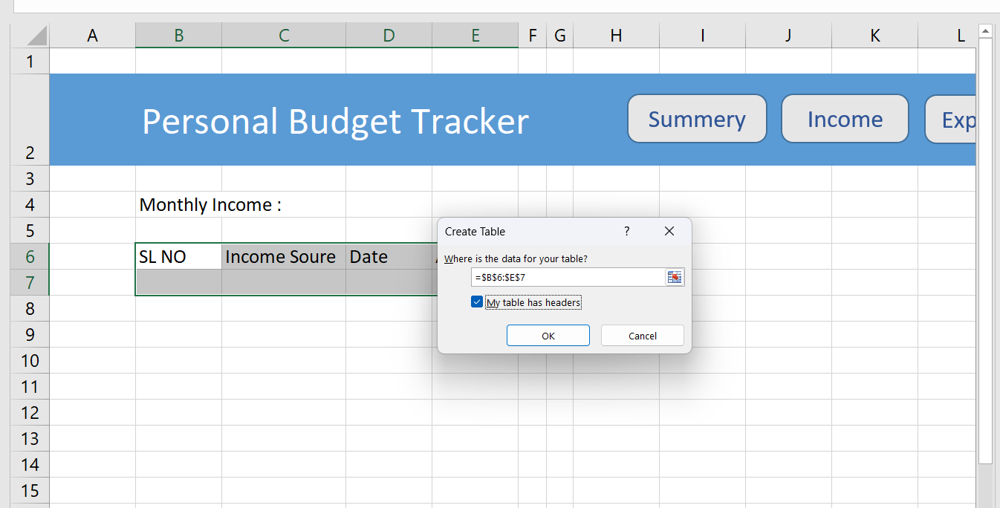 A B C D E F G H I J K L
1
Personal Budget Tracker Summery Income Exp
2
3
4 Monthly Income :
5
Create Table ? X
6 SL NO Income Soure Date
Where is the data for your table?
7 =$B$6:$E$7
8 My table has headers
9 OK Cancel
10
11
12
13
14
15